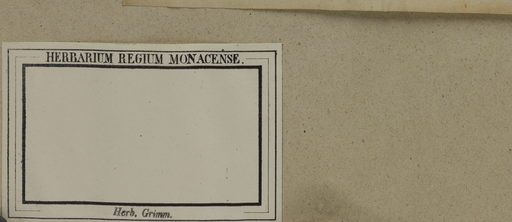 HERBARIUM REGIUM MONACENSE.
Herb. Grimm.